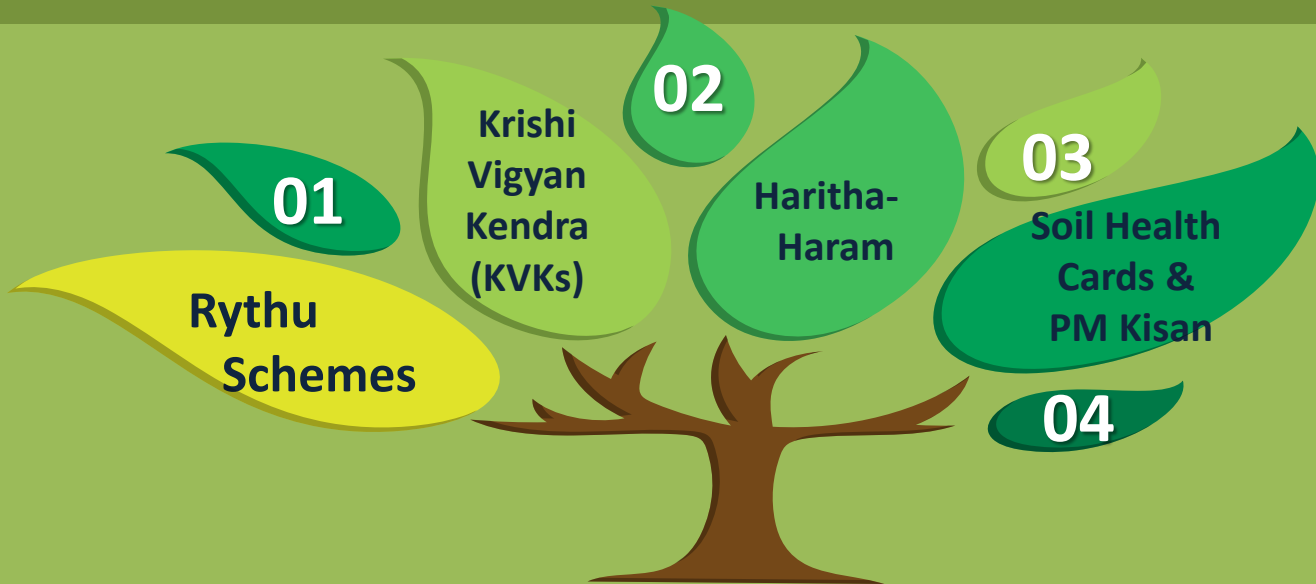 01
Rythu
Schemes
02
Krishi
Vigyan
Kendra
(KVKs)
03
Haritha-
Haram
04
Soil Health
Cards &
PM Kisan